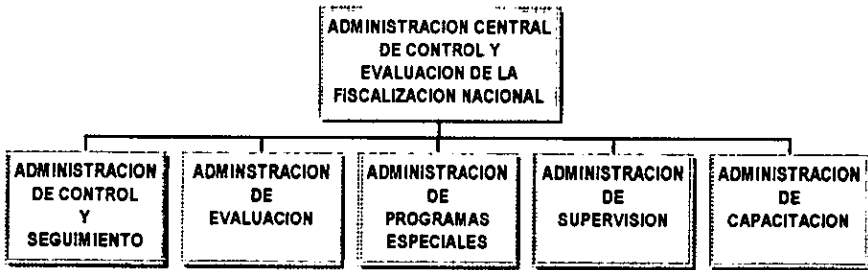 ADMINISTRACION CENTRAL
DE CONTROL Y
EVALUACION DE LA
FISCALIZACION NACIONAL
ADMINISTRACION
DE CONTROL
Y
SEGUIMIENTO
ADMINSTRACION
DE
EVALUACION
ADMINISTRACION
DE
PROGRAMAS
ESPECIALES
ADMINISTRACION
DE
SUPERVISION
ADMINISTRACION
DE
CAPACITACION